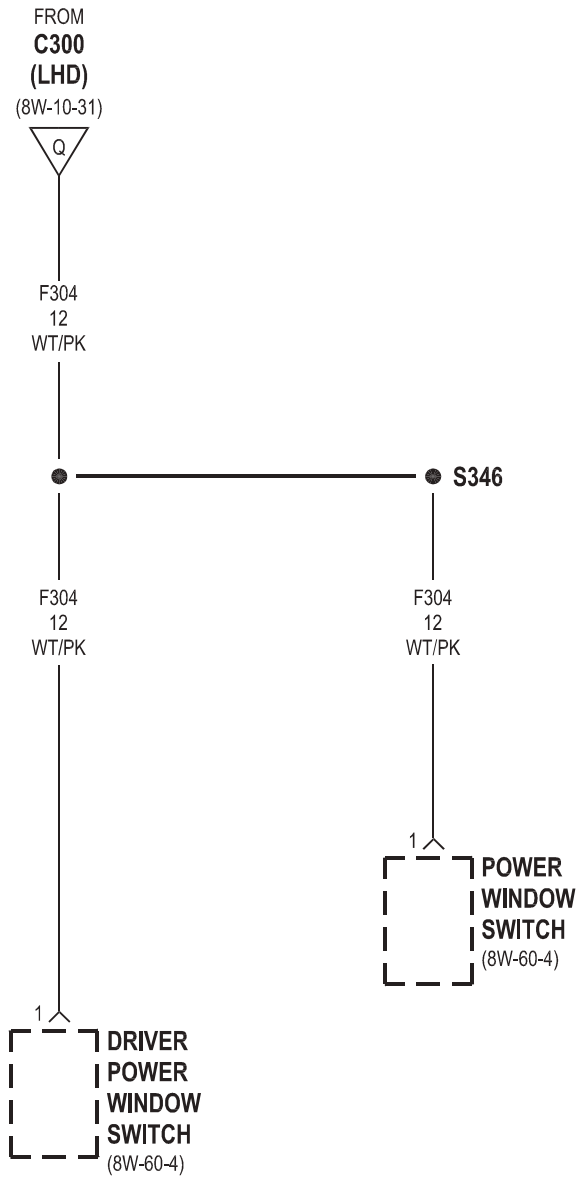 FROM
C300
(LHD)
(8W-10-31)
Q
F304
12
WT/PK
S346
F304
12
WT/PK
F304
12
WT/PK
1
POWER
WINDOW
SWITCH
(8W-60-4)
1
DRIVER
POWER
WINDOW
SWITCH
(8W-60-4)